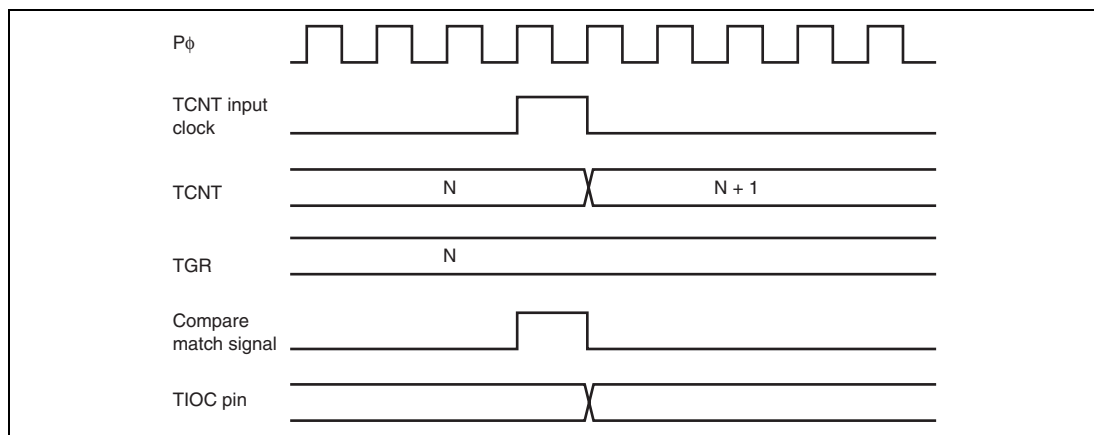 Pϕ
TCNT input
clock
TCNT
N
N + 1
TGR
N
Compare
match signal
TIOC pin